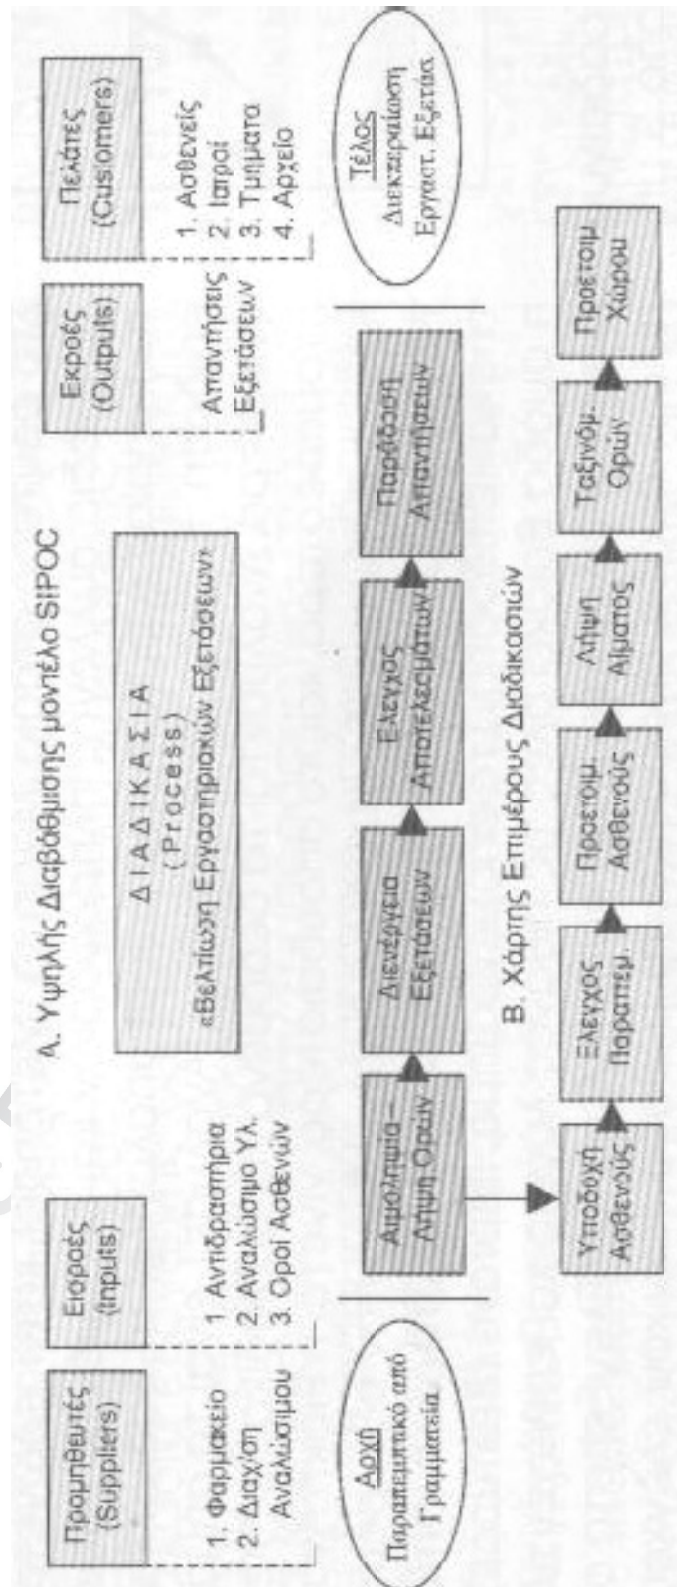 Α. Υψηλής Διαβάθμισης μοντέλο SIPOC
Προμηθευτές
(Suppliers)
1. Φαρμακείο
2. Διαχ/ση
Αναλώσιμου
Εισροές
(Inputs)
1 Αντιδραστήρια
2. Αναλώσιμο Υλ.
3. Οροί Ασθενών
ΔΙΑΔΙΚΑΣΙΑ
(Process)
«Βελτίωση Εργαστηριακών Εξετάσεων»
Εκροές
(Outputs)
Απαντήσεις
Εξετάσεων
Πελάτες
(Customers)
1. Ασθενείς
2. Ιατροί
3. Τμήματα
4. Αρχείο
Αρχή
Παραπεμπτικό από
Γραμματεία
Αιμοληψία–
Λήψη Ορών
Διενέργεια
Εξετάσεων
Έλεγχος
Αποτελεσμάτων
Παράδοση
Απαντήσεων
Τέλος
Διεκπεραίωση
Εργαστ. Εξετάσ
Β. Χάρτης Επιμέρους Διαδικασιών
Υποδοχή
Ασθενούς
Έλεγχος
Παραπεμ.
Προετοιμ.
Ασθενούς
Λήψη
Αίματος
Ταξινόμ.
Ορών
Προετοιμ
Χώρου